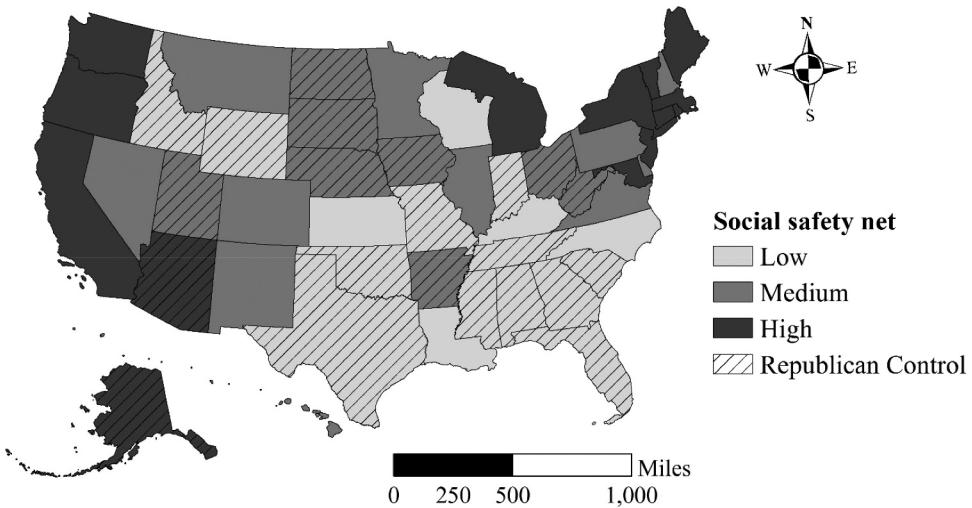 N
W E
S
Social safety net
Low
Medium
High
Republican Control
Miles
0 250 500 1,000